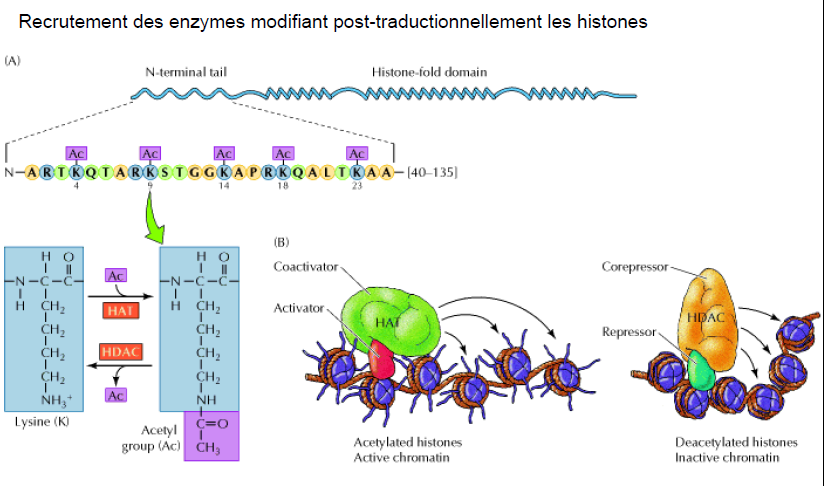 Recrutement des enzymes modifiant post-traductionnellement les histones
(A)
N-terminal tail
Histone-fold domain
Ac Ac Ac Ac Ac
N–ARTKQTARKSTGGKAPRKQALTKAA–[40–135]
4 9 14 18 23
H O
–N–C–C–
H CH₂
CH₂
CH₂
CH₂
NH₃⁺
Lysine (K)
Ac
HAT
HDAC
Ac
H O
–N–C–C–
H CH₂
CH₂
CH₂
CH₂
NH
C=O
CH₃
Acetyl
group (Ac)
(B)
Coactivator
Activator
HAT
Acetylated histones
Active chromatin
Corepressor
HDAC
Repressor
Deacetylated histones
Inactive chromatin